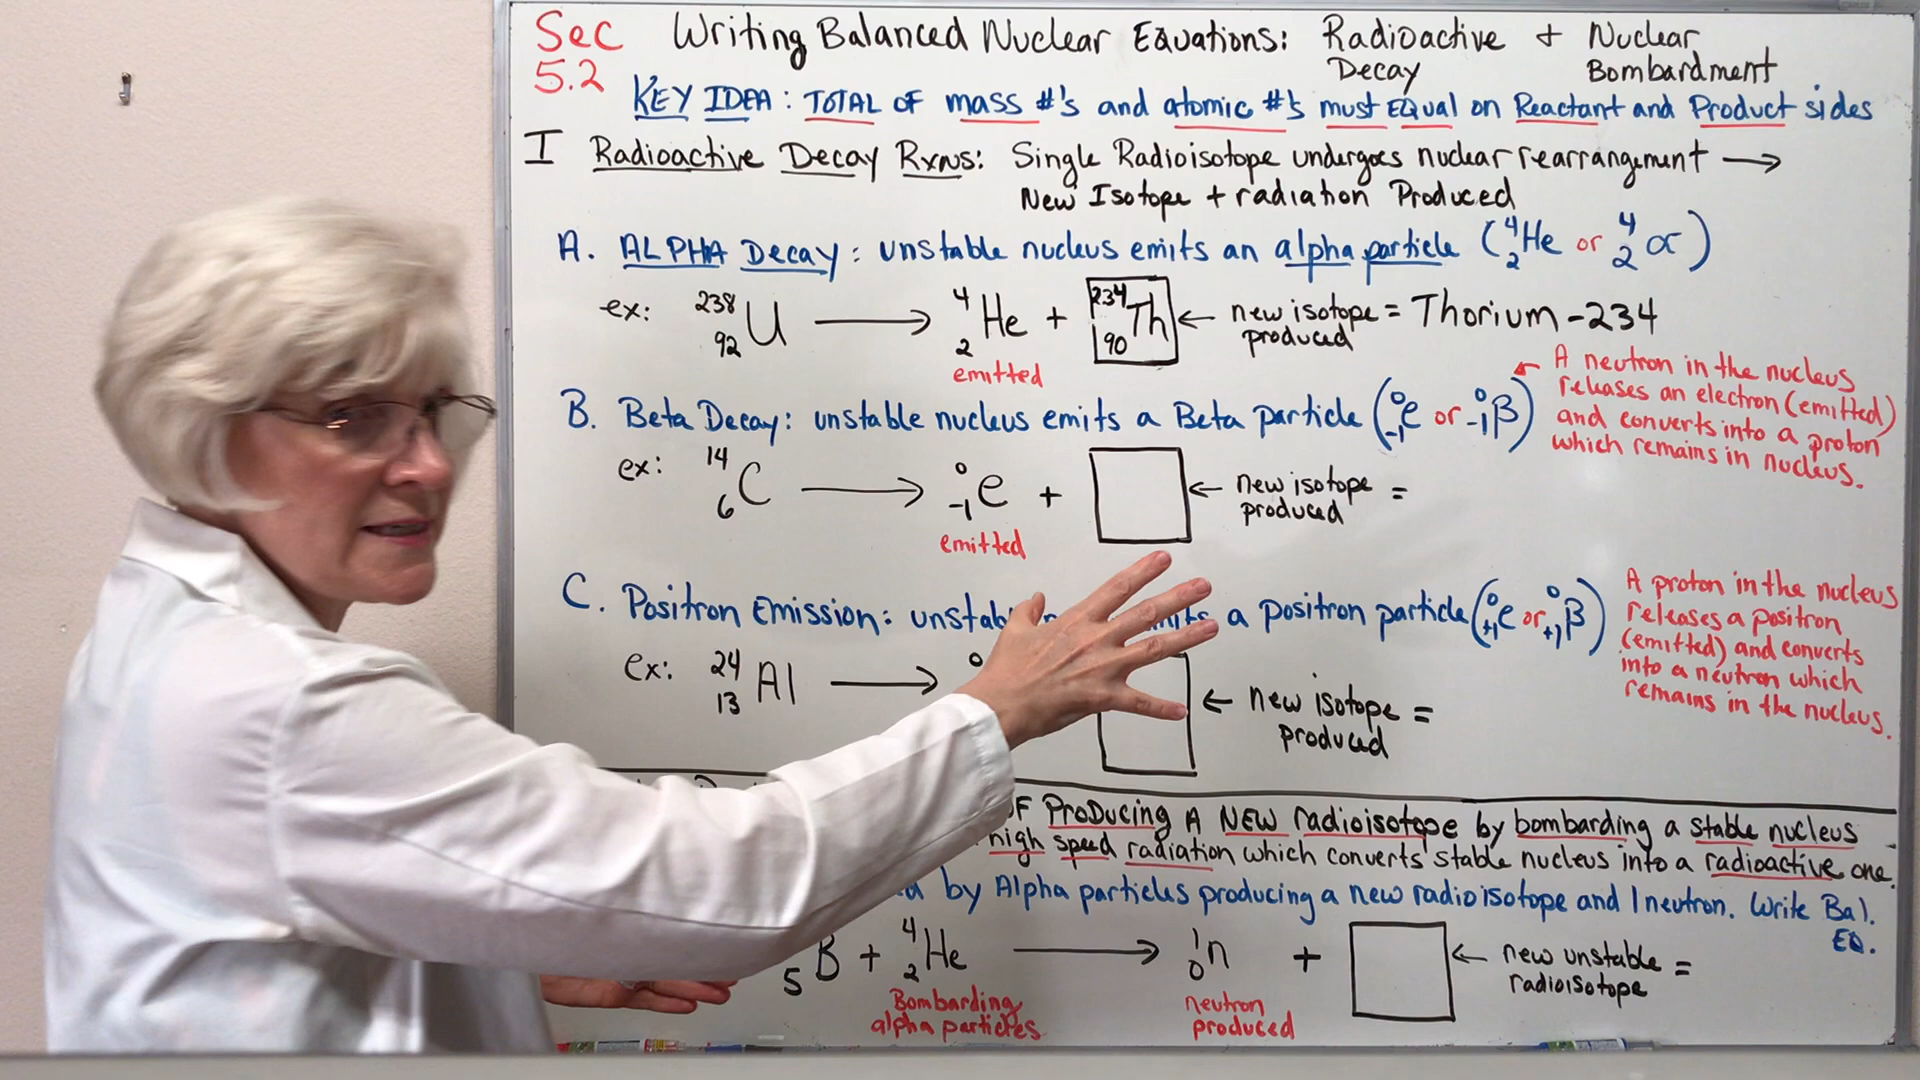 Sec 5.2 Writing Balanced Nuclear Equations: Radioactive Decay + Nuclear Bombardment
KEY IDEA: TOTAL OF mass #'s and atomic #'s must EQual on Reactant and Product sides
I Radioactive Decay Rxns: Single Radioisotope undergoes nuclear rearrangement →
New Isotope + radiation Produced
A. ALPHA Decay: unstable nucleus emits an alpha particle (⁴₂He or ⁴₂α)
ex: ²³⁸₉₂U → ⁴₂He + ²³⁴₉₀Th ← new isotope produced = Thorium-234
emitted
B. Beta Decay: unstable nucleus emits a Beta particle (⁰₋₁e or ⁰₋₁β)
A neutron in the nucleus
releases an electron (emitted)
and converts into a proton
which remains in nucleus.
ex: ¹⁴₆C → ⁰₋₁e + ← new isotope produced =
emitted
C. Positron Emission: a positron particle (⁰₊₁e or ⁰₊₁β)
A proton in the nucleus
releases a positron
(emitted) and converts
into a neutron which
remains in the nucleus.
ex: ²⁴₁₃Al → ⁰ ← new isotope produced =
OF Producing A NEW radioisotope by bombarding a stable nucleus
high speed radiation which converts stable nucleus into a radioactive one.
by Alpha particles producing a new radioisotope and 1 neutron. Write Bal. EQ.
₅B + ⁴₂He → ¹₀n + ← new unstable radioisotope =
Bombarding alpha particles
neutron produced